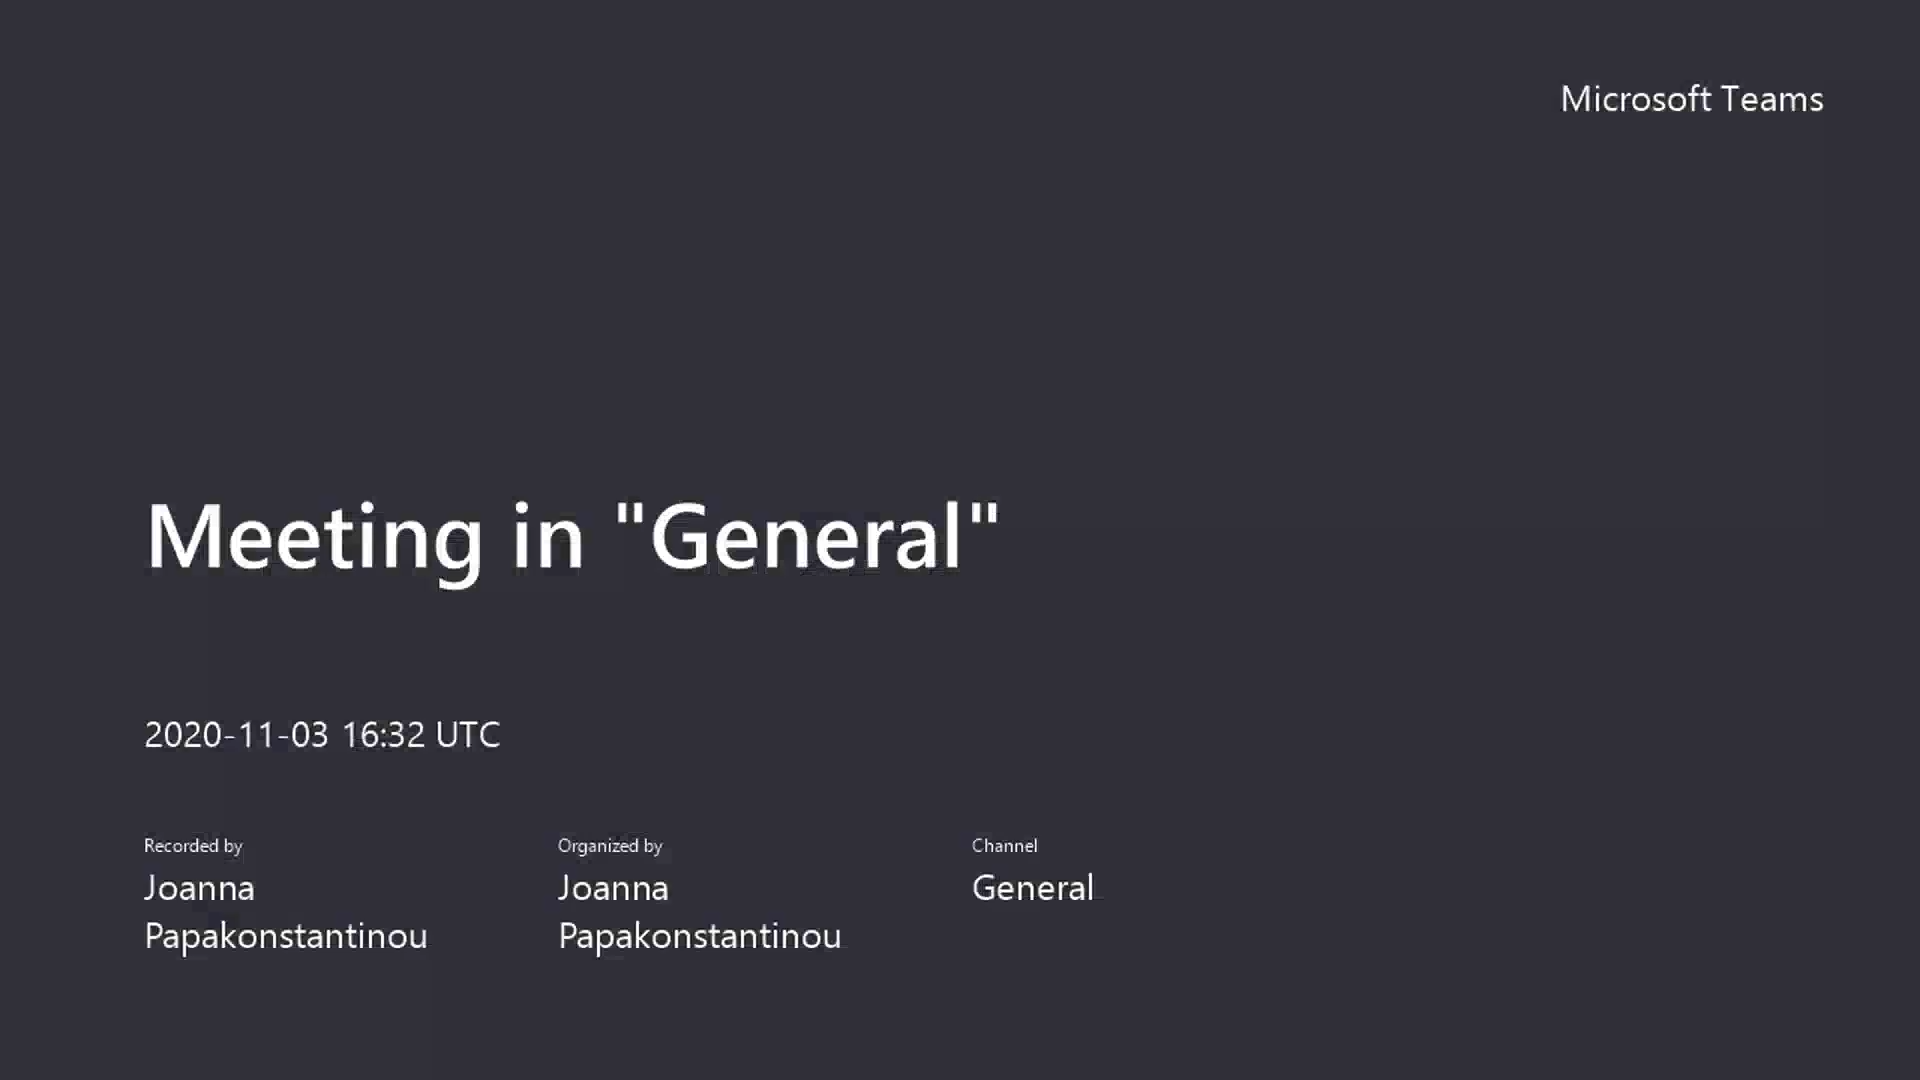 Microsoft Teams
Meeting in "General"
2020-11-03 16:32 UTC
Recorded by
Joanna
Papakonstantinou
Organized by
Joanna
Papakonstantinou
Channel
General